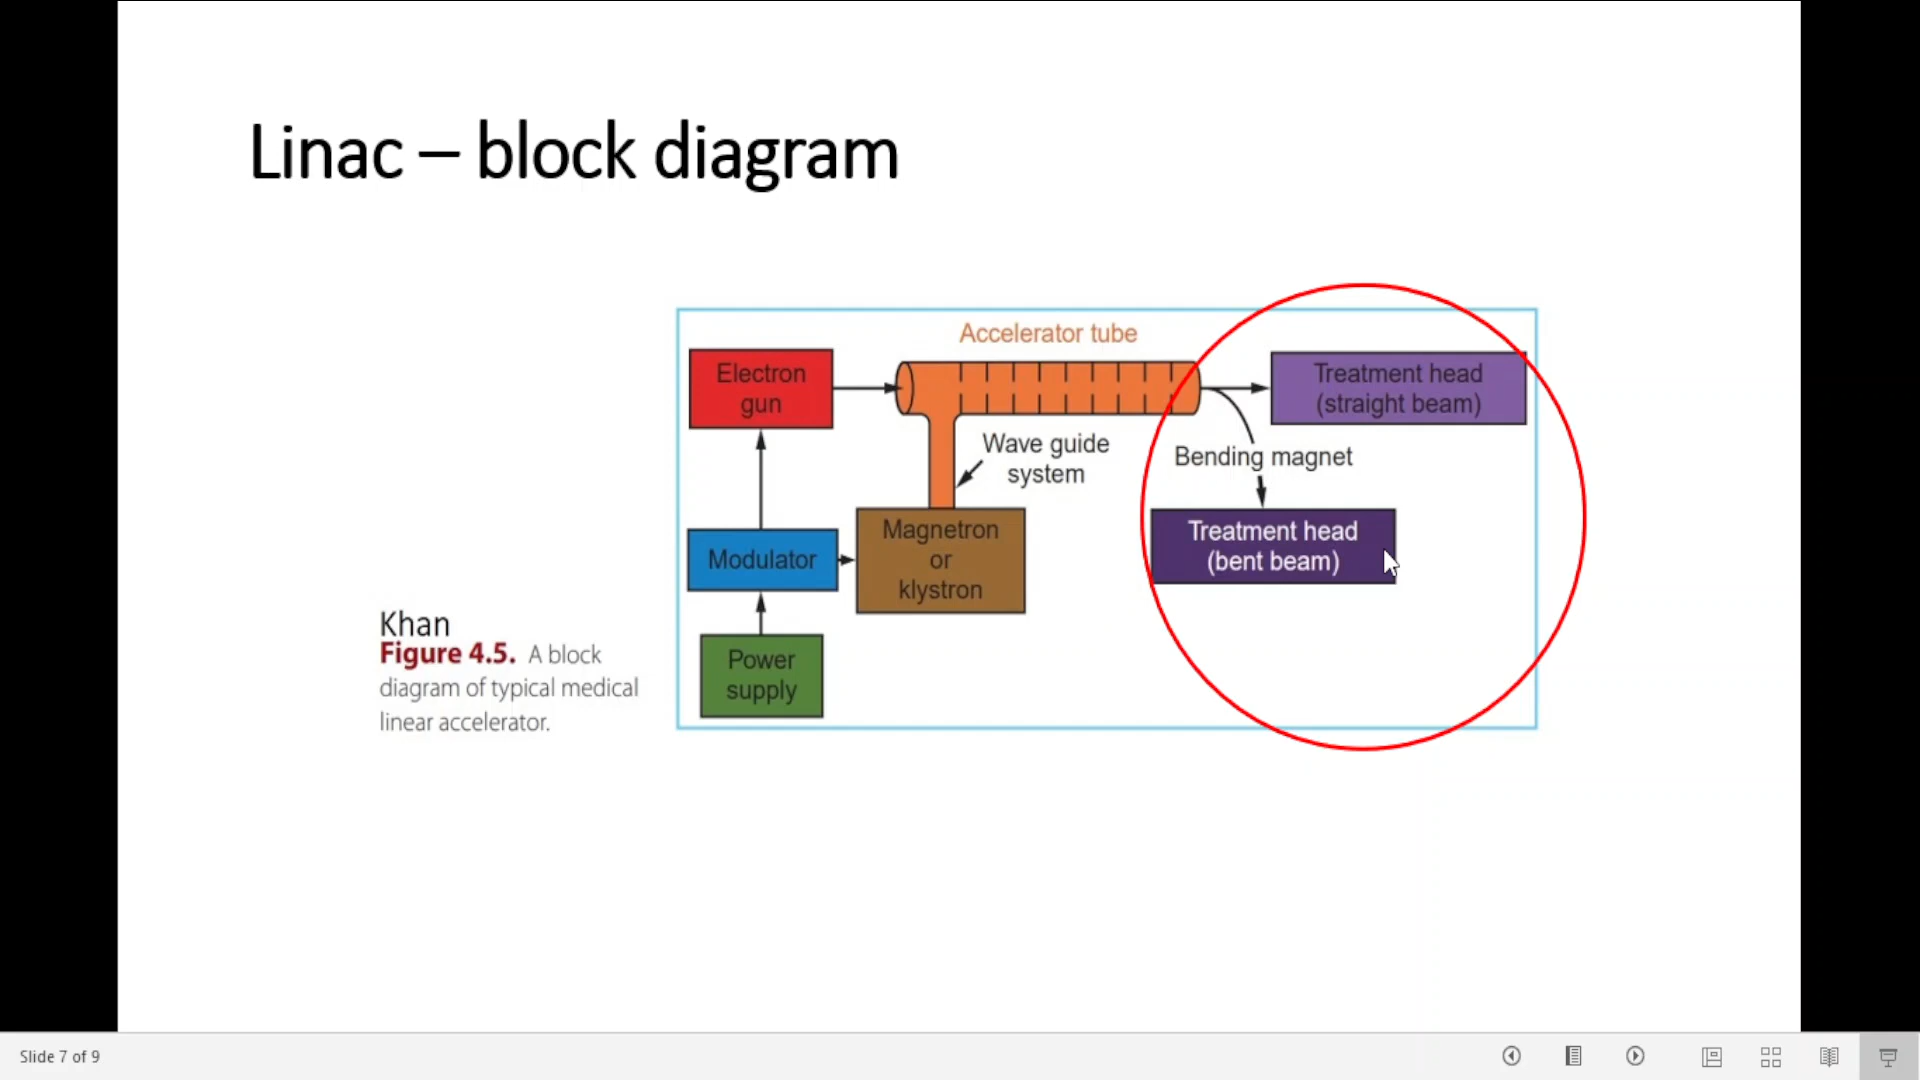 Linac – block diagram
Accelerator tube
Electron
gun
Treatment head
(straight beam)
Wave guide
system
Bending magnet
Modulator
Magnetron
or
klystron
Treatment head
(bent beam)
Power
supply
Khan
Figure 4.5. A block
diagram of typical medical
linear accelerator.
Slide 7 of 9